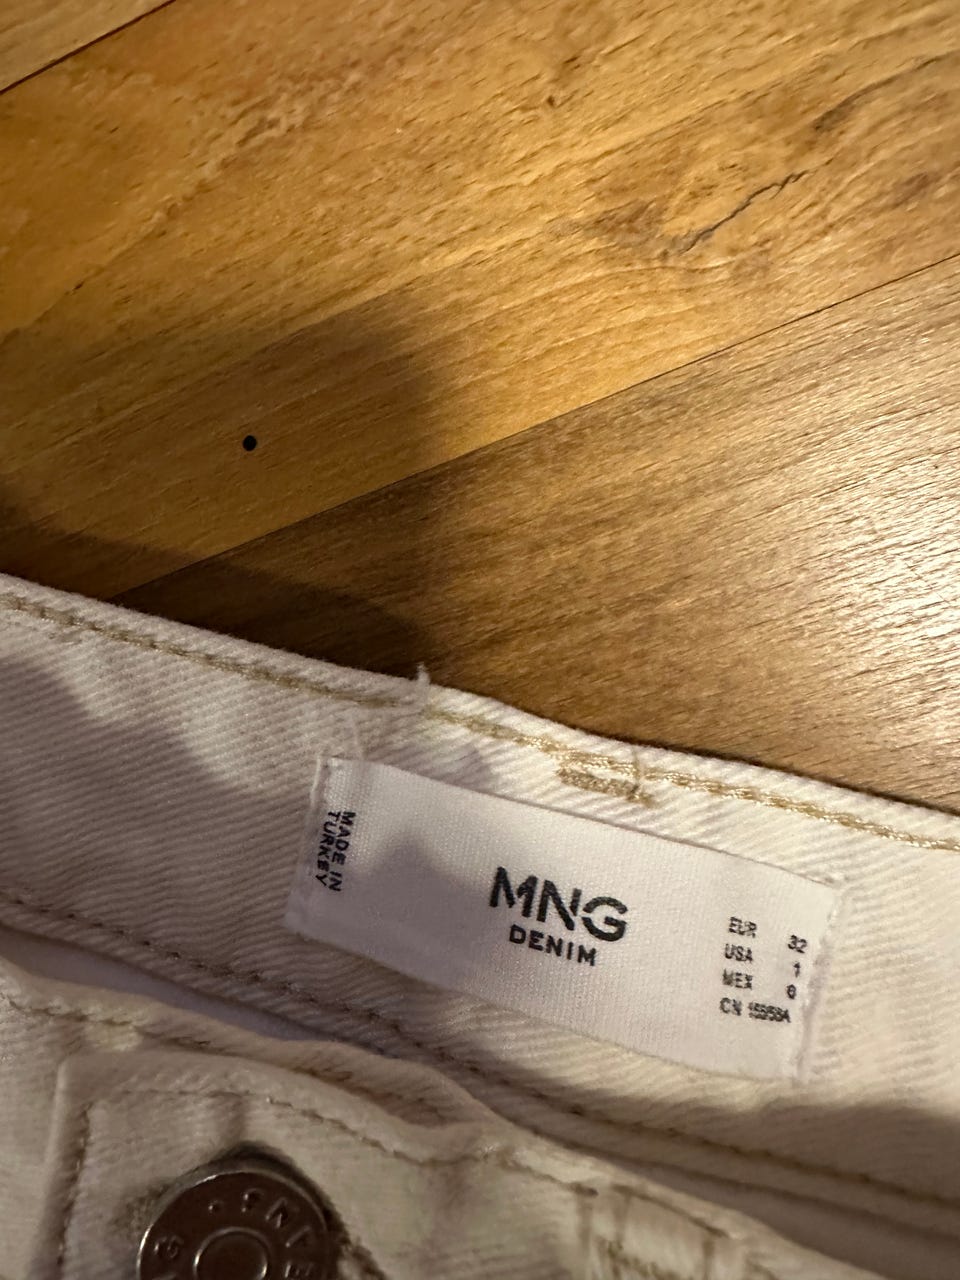 MADE IN
TURKEY
MNG
DENIM
EUR 32
USA 1
MEX 0
CN